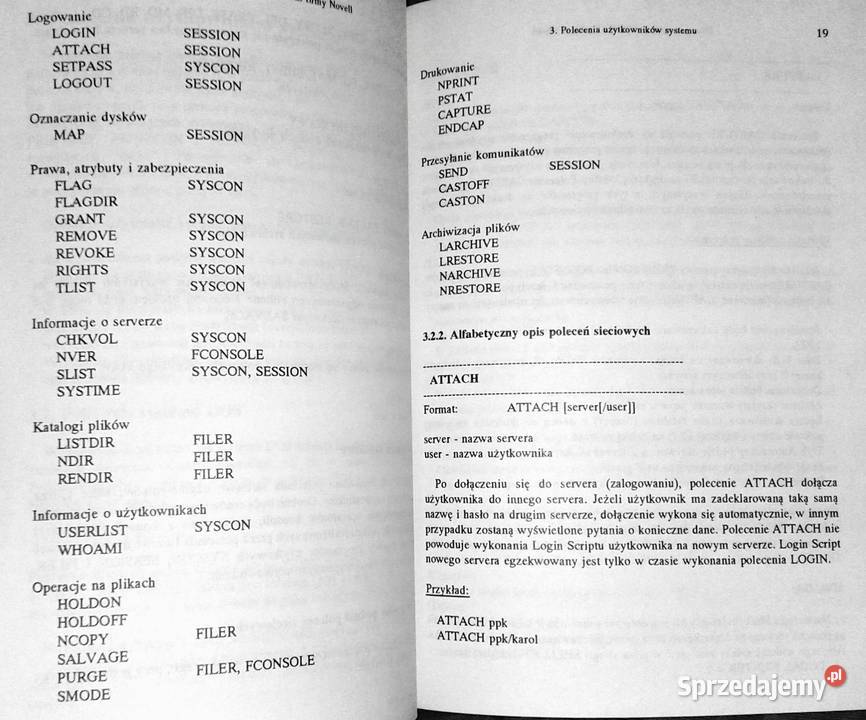 firmy Novell
Logowanie
LOGIN SESSION
ATTACH SESSION
SETPASS SYSCON
LOGOUT SESSION
Oznaczanie dysków
MAP SESSION
Prawa, atrybuty i zabezpieczenia
FLAG SYSCON
FLAGDIR
GRANT SYSCON
REMOVE SYSCON
REVOKE SYSCON
RIGHTS SYSCON
TLIST SYSCON
Informacje o serwerze
CHKVOL SYSCON
NVER FCONSOLE
SLIST SYSCON, SESSION
SYSTIME
Katalogi plików
LISTDIR FILER
NDIR FILER
RENDIR FILER
Informacje o użytkownikach
USERLIST SYSCON
WHOAMI
Operacje na plikach
HOLDON
HOLDOFF
NCOPY FILER
SALVAGE
PURGE FILER, FCONSOLE
SMODE
3. Polecenia użytkowników systemu 19
Drukowanie
NPRINT
PSTAT
CAPTURE
ENDCAP
Przesyłanie komunikatów
SEND SESSION
CASTOFF
CASTON
Archiwizacja plików
LARCHIVE
LRESTORE
NARCHIVE
NRESTORE
3.2.2. Alfabetyczny opis poleceń sieciowych
ATTACH
Format: ATTACH [server[/user]]
server - nazwa servera
user - nazwa użytkownika
Po dołączeniu się do servera (zalogowaniu), polecenie ATTACH dołącza
użytkownika do innego servera. Jeżeli użytkownik ma zadeklarowaną taką samą
nazwę i hasło na drugim serverze, dołączenie wykona się automatycznie, w innym
przypadku zostaną wyświetlone pytania o konieczne dane. Polecenie ATTACH nie
powoduje wykonania Login Scriptu użytkownika na nowym serverze. Login Script
nowego servera egzekwowany jest tylko w czasie wykonania polecenia LOGIN.
Przykład:
ATTACH ppk
ATTACH ppk/karol
Sprzedajemy.pl